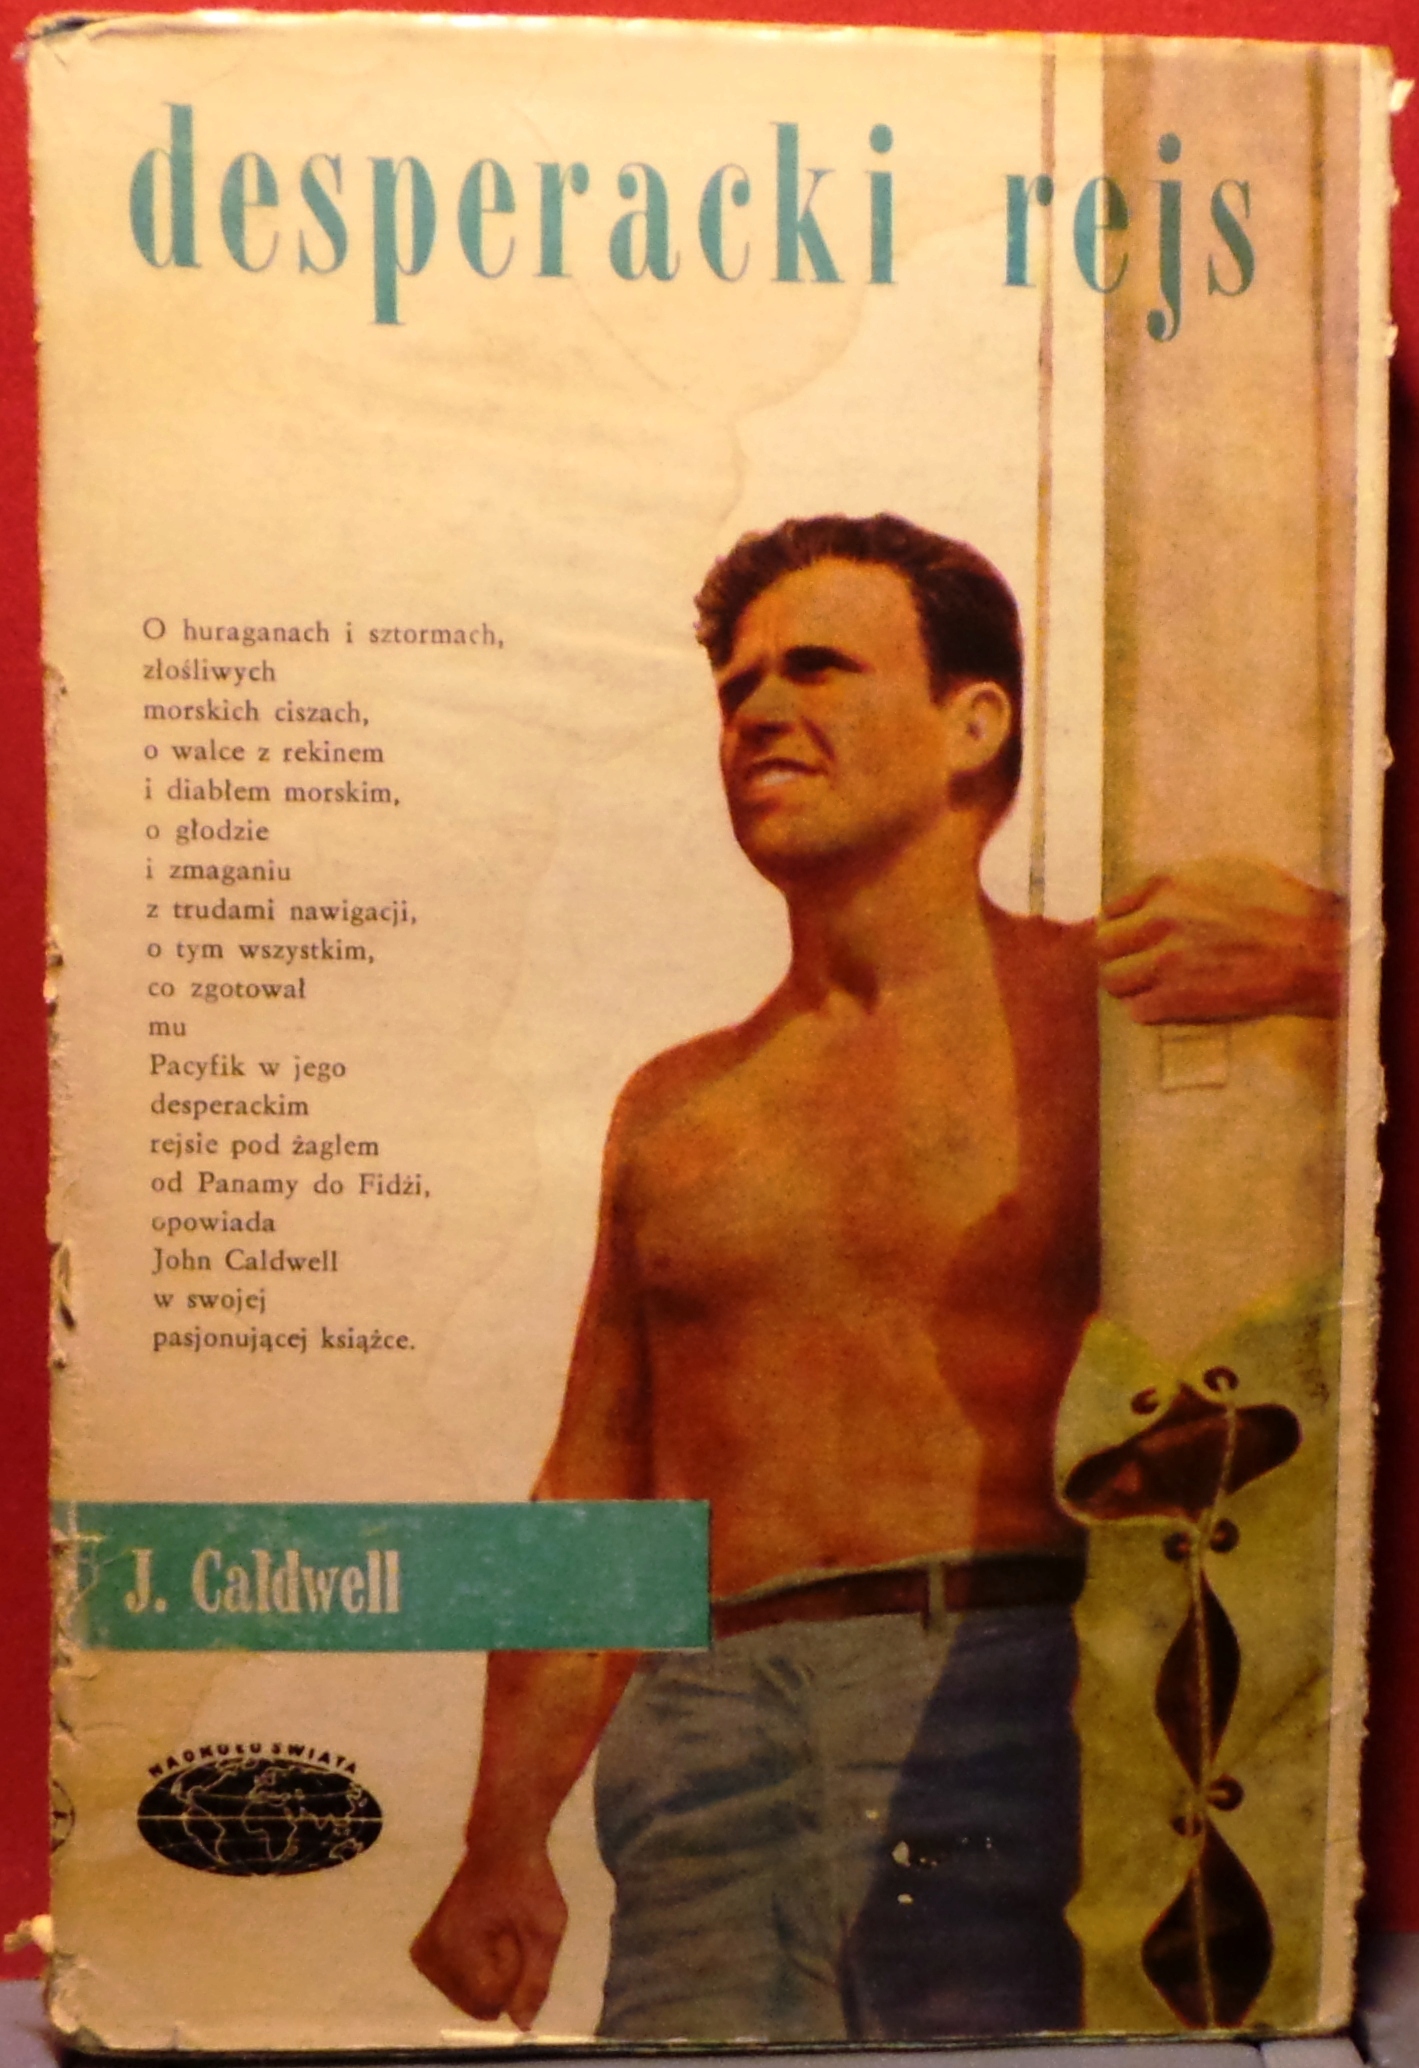 desperacki rejs
O huraganach i sztormach,
złośliwych
morskich ciszach,
o walce z rekinem
i diabłem morskim,
o głodzie
i zmaganiu
z trudami nawigacji,
o tym wszystkim,
co zgotował
mu
Pacyfik w jego
desperackim
rejsie pod żaglem
od Panamy do Fidżi,
opowiada
John Caldwell
w swojej
pasjonującej książce.
J. Caldwell
NAOKOŁO ŚWIATA